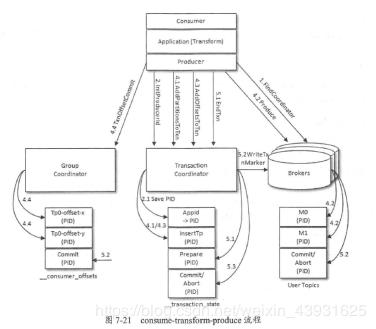 Consumer
Application (Transform)
Producer
4.4 TxnOffsetCommit
2. InitProducerId
4.1 AddPartitionsToTxn
4.3 AddOffsetsToTxn
5.1 EndTxn
4.2 Produce
1. FindCoordinator
Group
Coordinator
Transaction
Coordinator
5.2 WriteTx
nMarker
Brokers
4.4
4.4
2.1 Save PID
4.1/4.3
5.1
5.3
4.2
4.2
5.2
Tp0-offset-x
(PID)
Tp0-offset-y
(PID)
Commit
(PID)
5.2
__consumer_offsets
Appid
-> PID
InsertTp
(PID)
Prepare
(PID)
Commit/
Abort
(PID)
__transaction_state
M0
(PID)
M1
(PID)
Commit/
Abort
(PID)
User Topics
https://blog.csdn.net/weixin_43931625
图 7-21 consume-transform-produce 流程